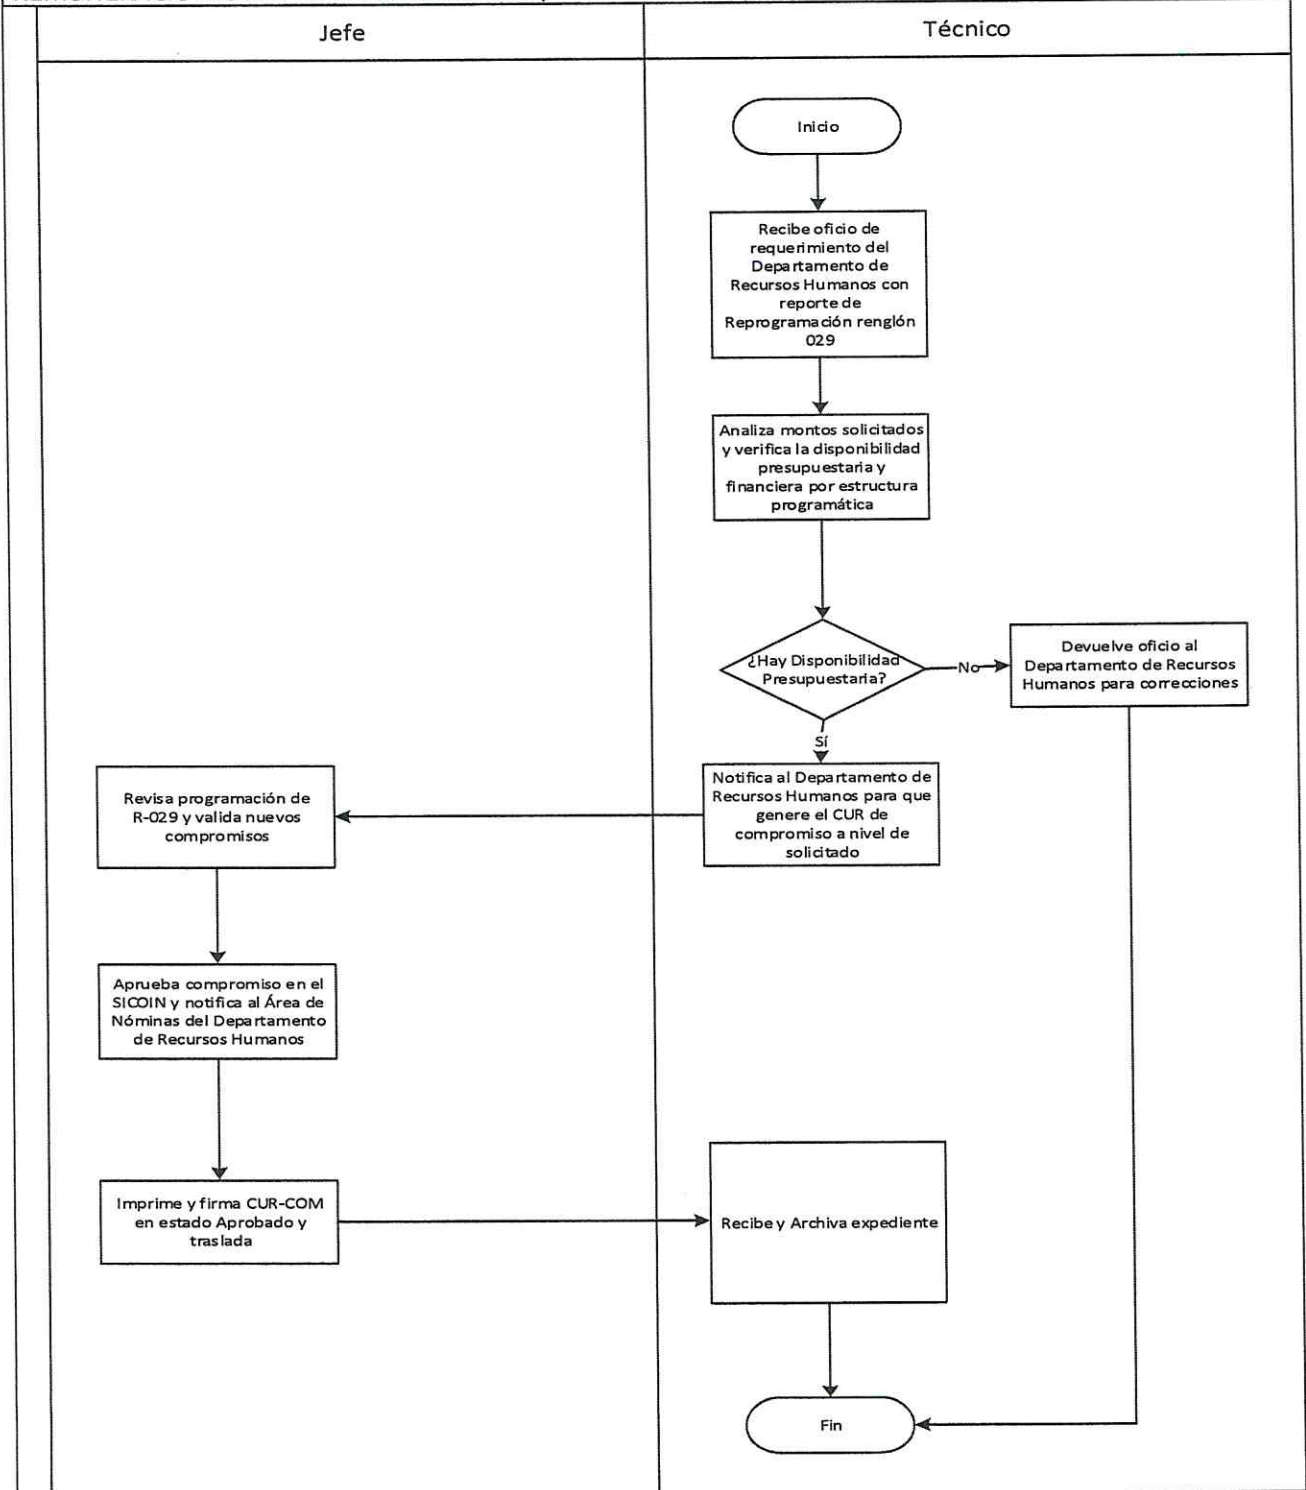 Jefe
Técnico
Inicio
Recibe oficio de
requerimiento del
Departamento de
Recursos Humanos con
reporte de
Reprogramación renglón
029
Analiza montos solicitados
y verifica la disponibilidad
presupuestaria y
financiera por estructura
programática
¿Hay Disponibilidad
Presupuestaria?
No
Devuelve oficio al
Departamento de Recursos
Humanos para correcciones
Sí
Notifica al Departamento de
Recursos Humanos para que
genere el CUR de
compromiso a nivel de
solicitado
Revisa programación de
R-029 y valida nuevos
compromisos
Aprueba compromiso en el
SICOIN y notifica al Área de
Nóminas del Departamento
de Recursos Humanos
Imprime y firma CUR-COM
en estado Aprobado y
traslada
Recibe y Archiva expediente
Fin